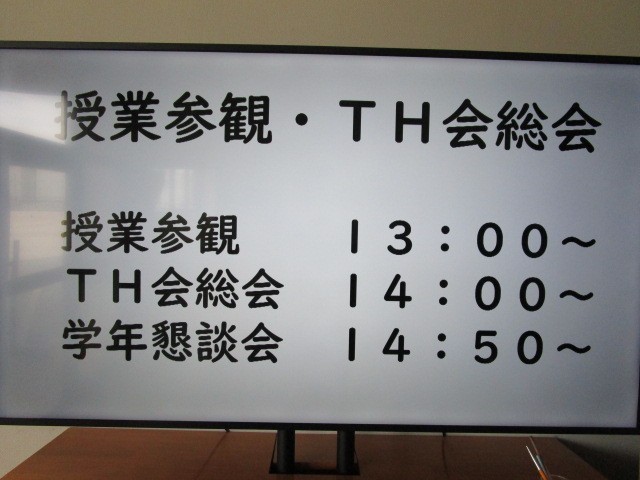 授業参観・ＴＨ会総会
授業参観　１３：００～
ＴＨ会総会　１４：００～
学年懇談会　１４：５０～